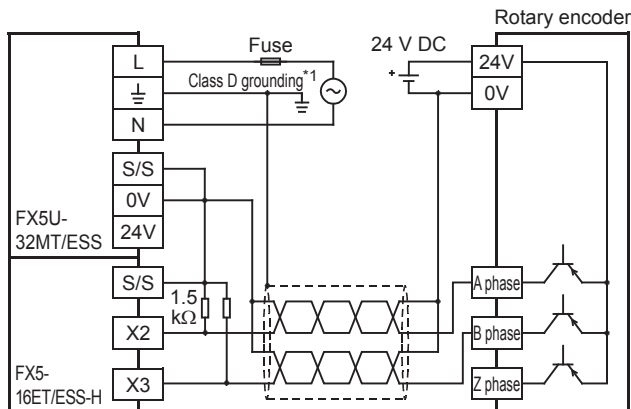 Rotary encoder
L
Fuse
24 V DC
24V
Class D grounding*1
+
0V
N
S/S
0V
24V
FX5U-
32MT/ESS
S/S
1.5
kΩ
A phase
X2
B phase
FX5-
16ET/ESS-H
X3
Z phase